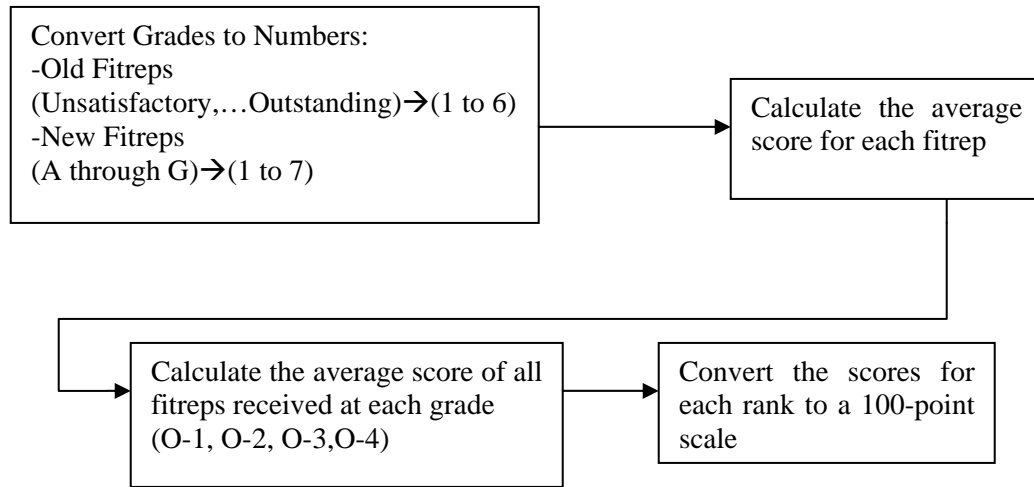 Convert Grades to Numbers:
-Old Fitreps
(Unsatisfactory,…Outstanding)→(1 to 6)
-New Fitreps
(A through G)→(1 to 7)
Calculate the average
score for each fitrep
Calculate the average score of all
fitreps received at each grade
(O-1, O-2, O-3,O-4)
Convert the scores for
each rank to a 100-point
scale